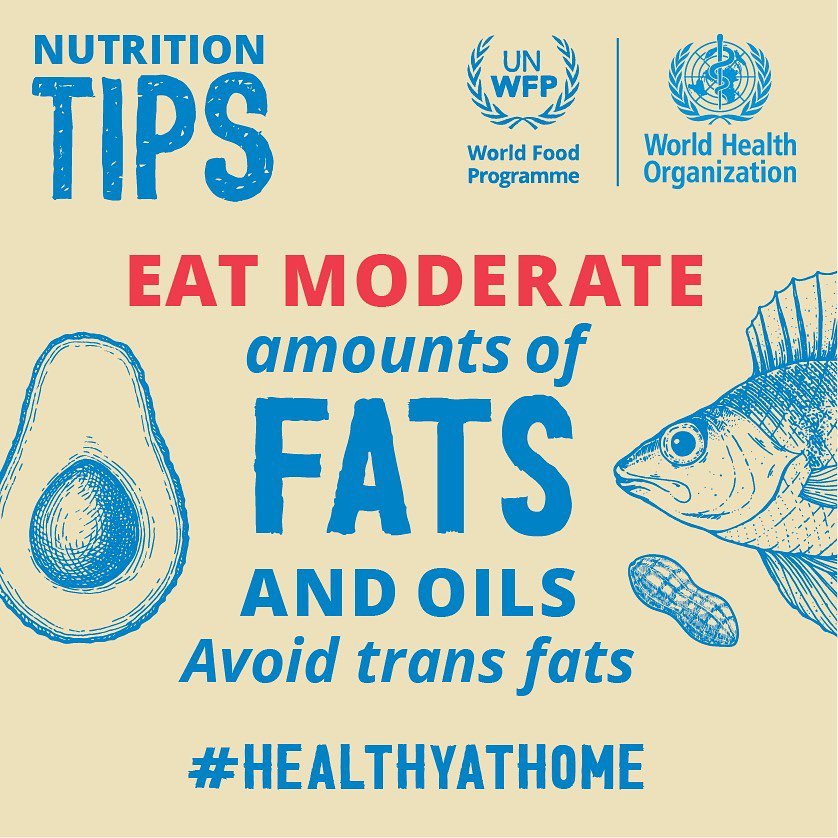 NUTRITION
TIPS
UN
WFP
World Food
Programme
World Health
Organization
EAT MODERATE
amounts of
FATS
AND OILS
Avoid trans fats
#HEALTHYATHOME